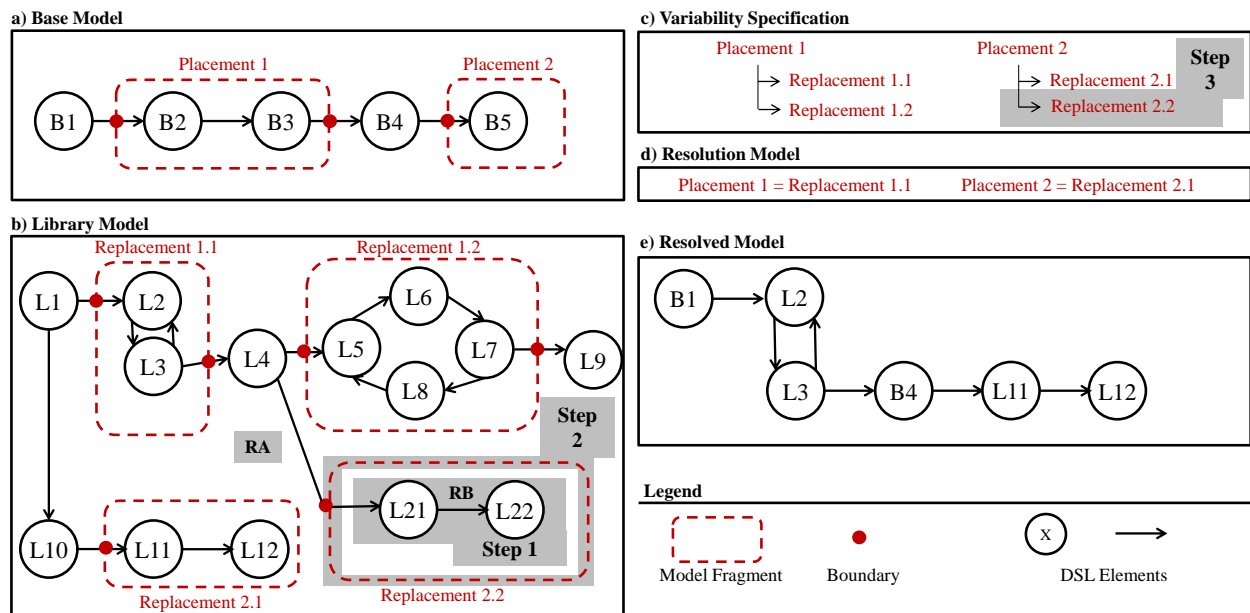 a) Base Model
Placement 1
Placement 2
B1
B2
B3
B4
B5
b) Library Model
Replacement 1.1
Replacement 1.2
L1
L2
L3
L4
L5
L6
L7
L8
L9
Step
2
RA
RB
L21
L22
Step 1
L10
L11
L12
Replacement 2.1
Replacement 2.2
c) Variability Specification
Placement 1
Replacement 1.1
Replacement 1.2
Placement 2
Replacement 2.1
Replacement 2.2
Step
3
d) Resolution Model
Placement 1 = Replacement 1.1
Placement 2 = Replacement 2.1
e) Resolved Model
B1
L2
L3
B4
L11
L12
Legend
X
Model Fragment
Boundary
DSL Elements